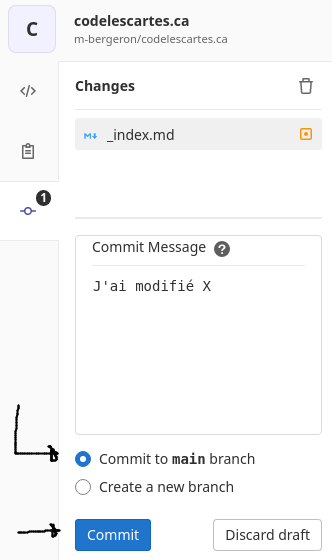 C
codelescartes.ca
m-bergeron/codelescartes.ca
Changes
</>
M↓ _index.md
1
Commit Message ?
J'ai modifié X
Commit to main branch
Create a new branch
Commit Discard draft